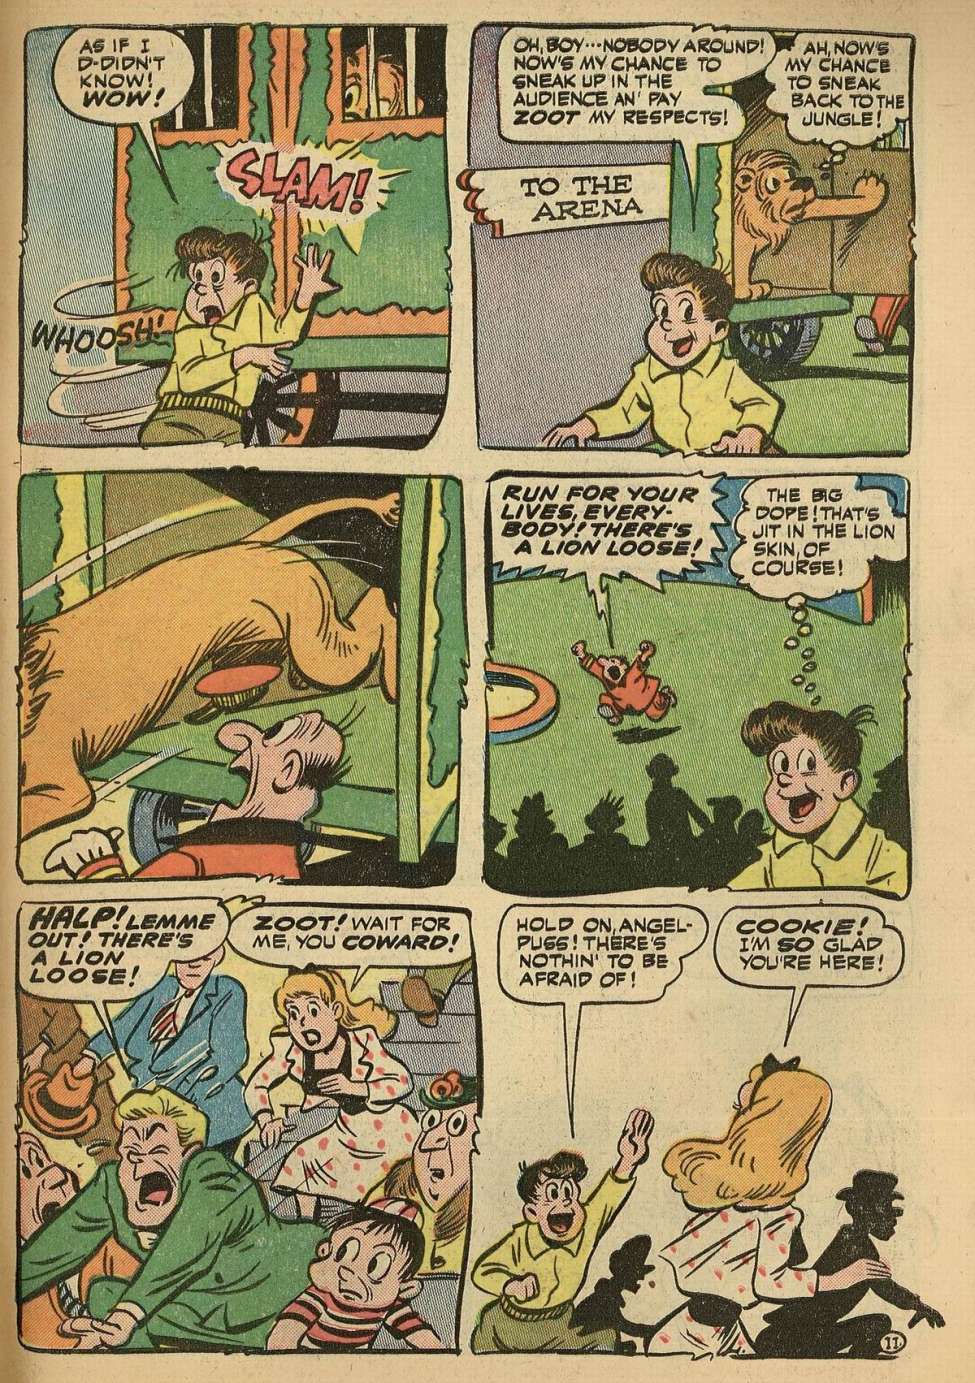 AS IF I
D-DIDN'T
KNOW!
WOW!
SLAM!
WHOOSH!
OH, BOY---NOBODY AROUND!
NOW'S MY CHANCE TO
SNEAK UP IN THE
AUDIENCE AN' PAY
ZOOT MY RESPECTS!
AH, NOW'S
MY CHANCE
TO SNEAK
BACK TO THE
JUNGLE!
TO THE
ARENA
RUN FOR YOUR
LIVES, EVERY-
BODY! THERE'S
A LION LOOSE!
THE BIG
DOPE! THAT'S
JIT IN THE LION
SKIN, OF
COURSE!
HALP! LEMME
OUT! THERE'S
A LION
LOOSE!
ZOOT! WAIT FOR
ME, YOU COWARD!
HOLD ON, ANGEL-
PUSS! THERE'S
NOTHIN' TO BE
AFRAID OF!
COOKIE!
I'M SO GLAD
YOU'RE HERE!
11